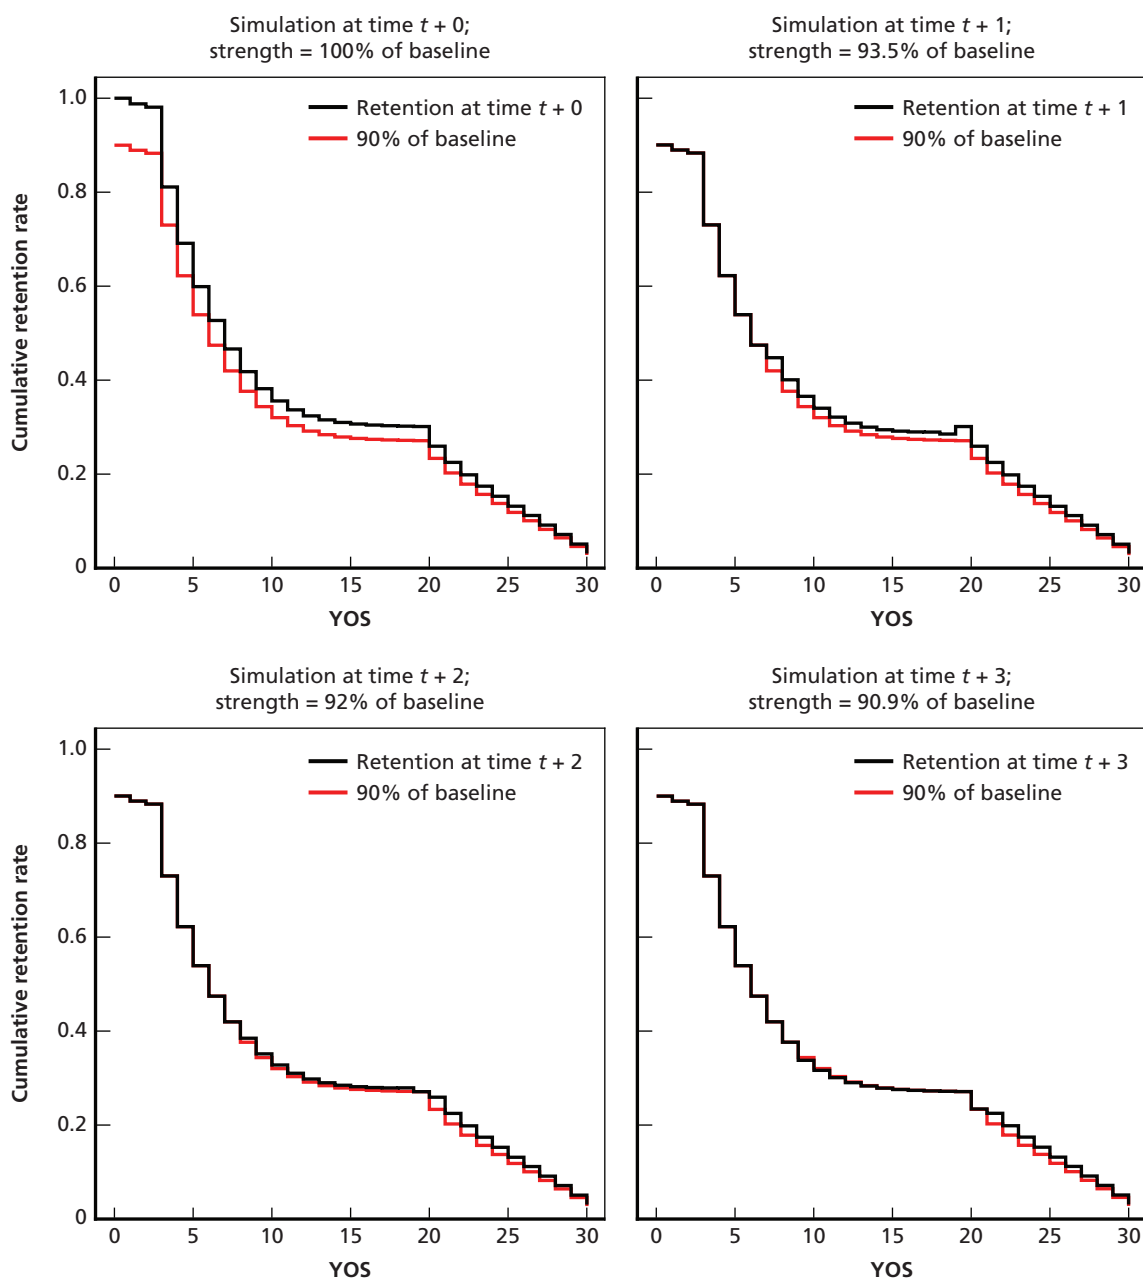 Simulation at time t + 0;
strength = 100% of baseline
Retention at time t + 0
90% of baseline
1.0
0.8
0.6
0.4
0.2
0
Cumulative retention rate
0 5 10 15 20 25 30
YOS
Simulation at time t + 1;
strength = 93.5% of baseline
Retention at time t + 1
90% of baseline
0 5 10 15 20 25 30
YOS
Simulation at time t + 2;
strength = 92% of baseline
Retention at time t + 2
90% of baseline
1.0
0.8
0.6
0.4
0.2
0
Cumulative retention rate
0 5 10 15 20 25 30
YOS
Simulation at time t + 3;
strength = 90.9% of baseline
Retention at time t + 3
90% of baseline
0 5 10 15 20 25 30
YOS